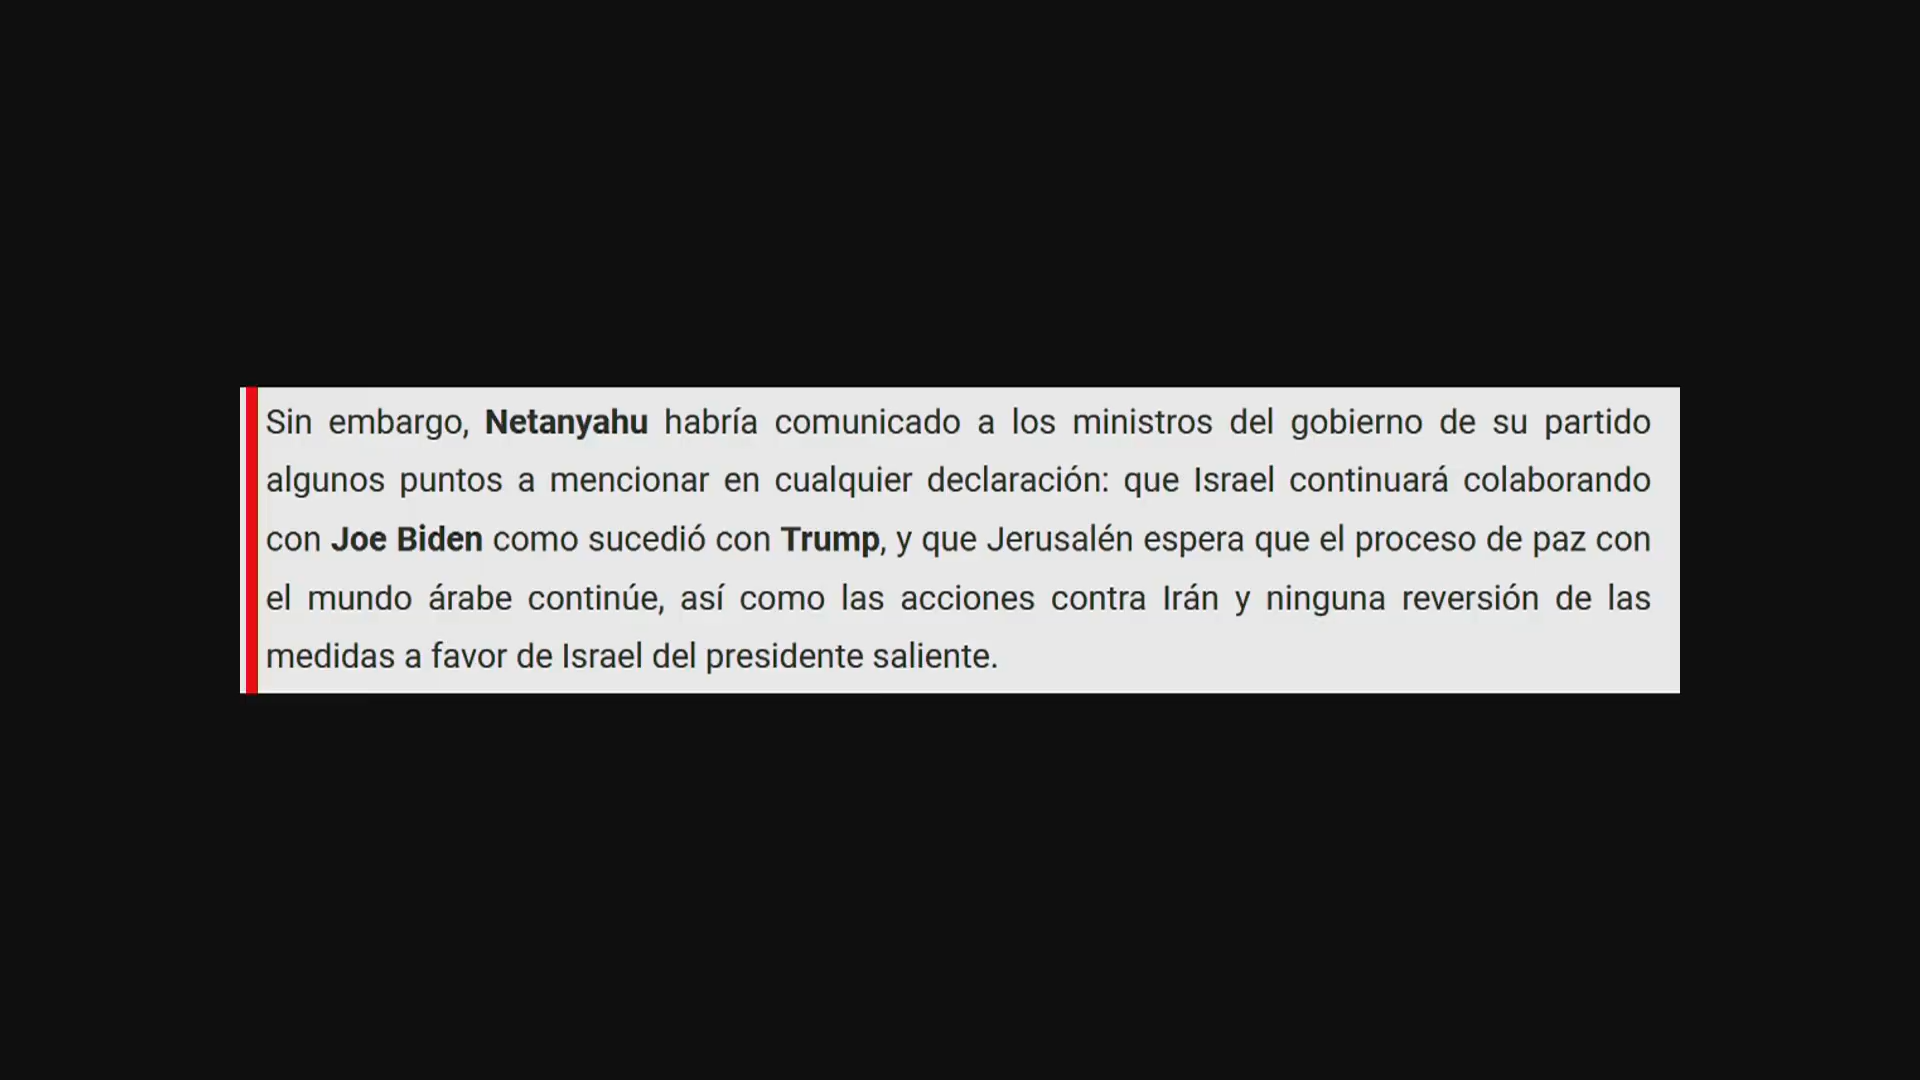 Sin embargo, Netanyahu habría comunicado a los ministros del gobierno de su partido
algunos puntos a mencionar en cualquier declaración: que Israel continuará colaborando
con Joe Biden como sucedió con Trump, y que Jerusalén espera que el proceso de paz con
el mundo árabe continúe, así como las acciones contra Irán y ninguna reversión de las
medidas a favor de Israel del presidente saliente.